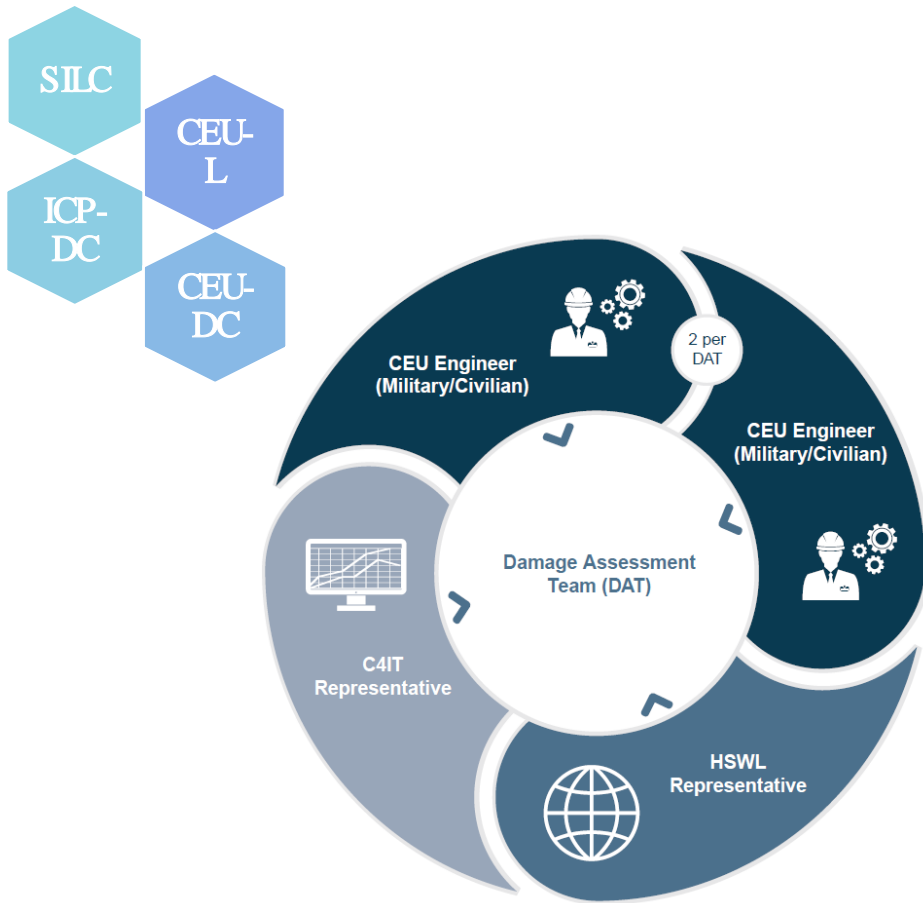 SILC
CEU-
L
ICP-
DC
CEU-
DC
CEU Engineer
(Military/Civilian)
2 per
DAT
CEU Engineer
(Military/Civilian)
Damage Assessment
Team (DAT)
C4IT
Representative
HSWL
Representative